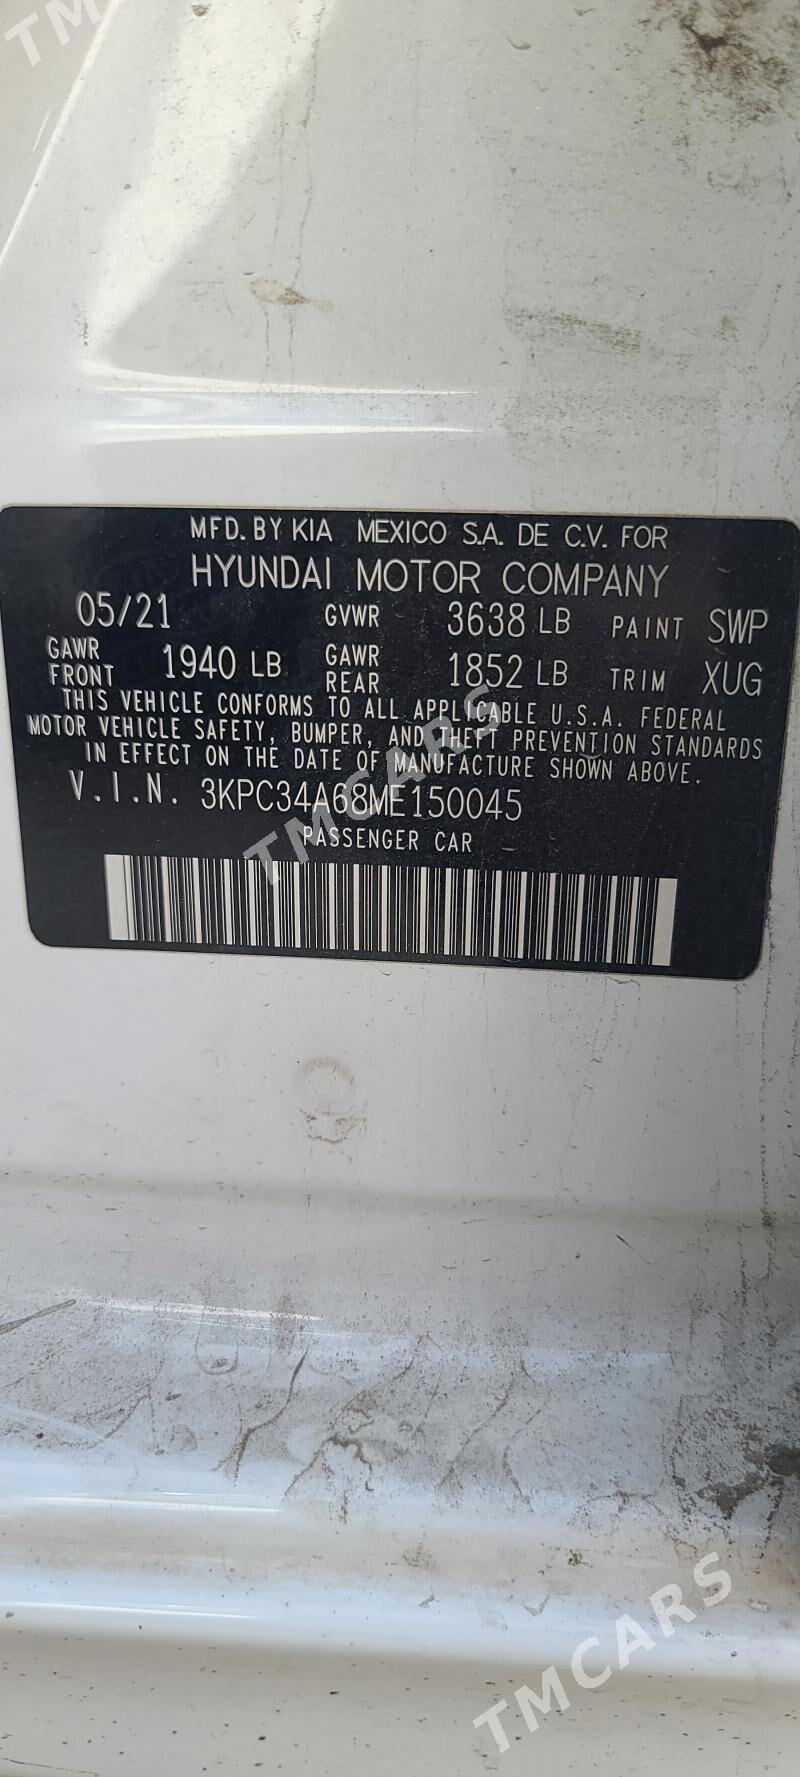 TMCARS
MFD. BY KIA MEXICO S.A. DE C.V. FOR
HYUNDAI MOTOR COMPANY
05/21 GVWR 3638 LB PAINT SWP
GAWR FRONT 1940 LB GAWR REAR 1852 LB TRIM XUG
THIS VEHICLE CONFORMS TO ALL APPLICABLE U.S.A. FEDERAL
MOTOR VEHICLE SAFETY, BUMPER, AND THEFT PREVENTION STANDARDS
IN EFFECT ON THE DATE OF MANUFACTURE SHOWN ABOVE.
V.I.N. 3KPC34A68ME150045
PASSENGER CAR
TMCARS
TMCARS